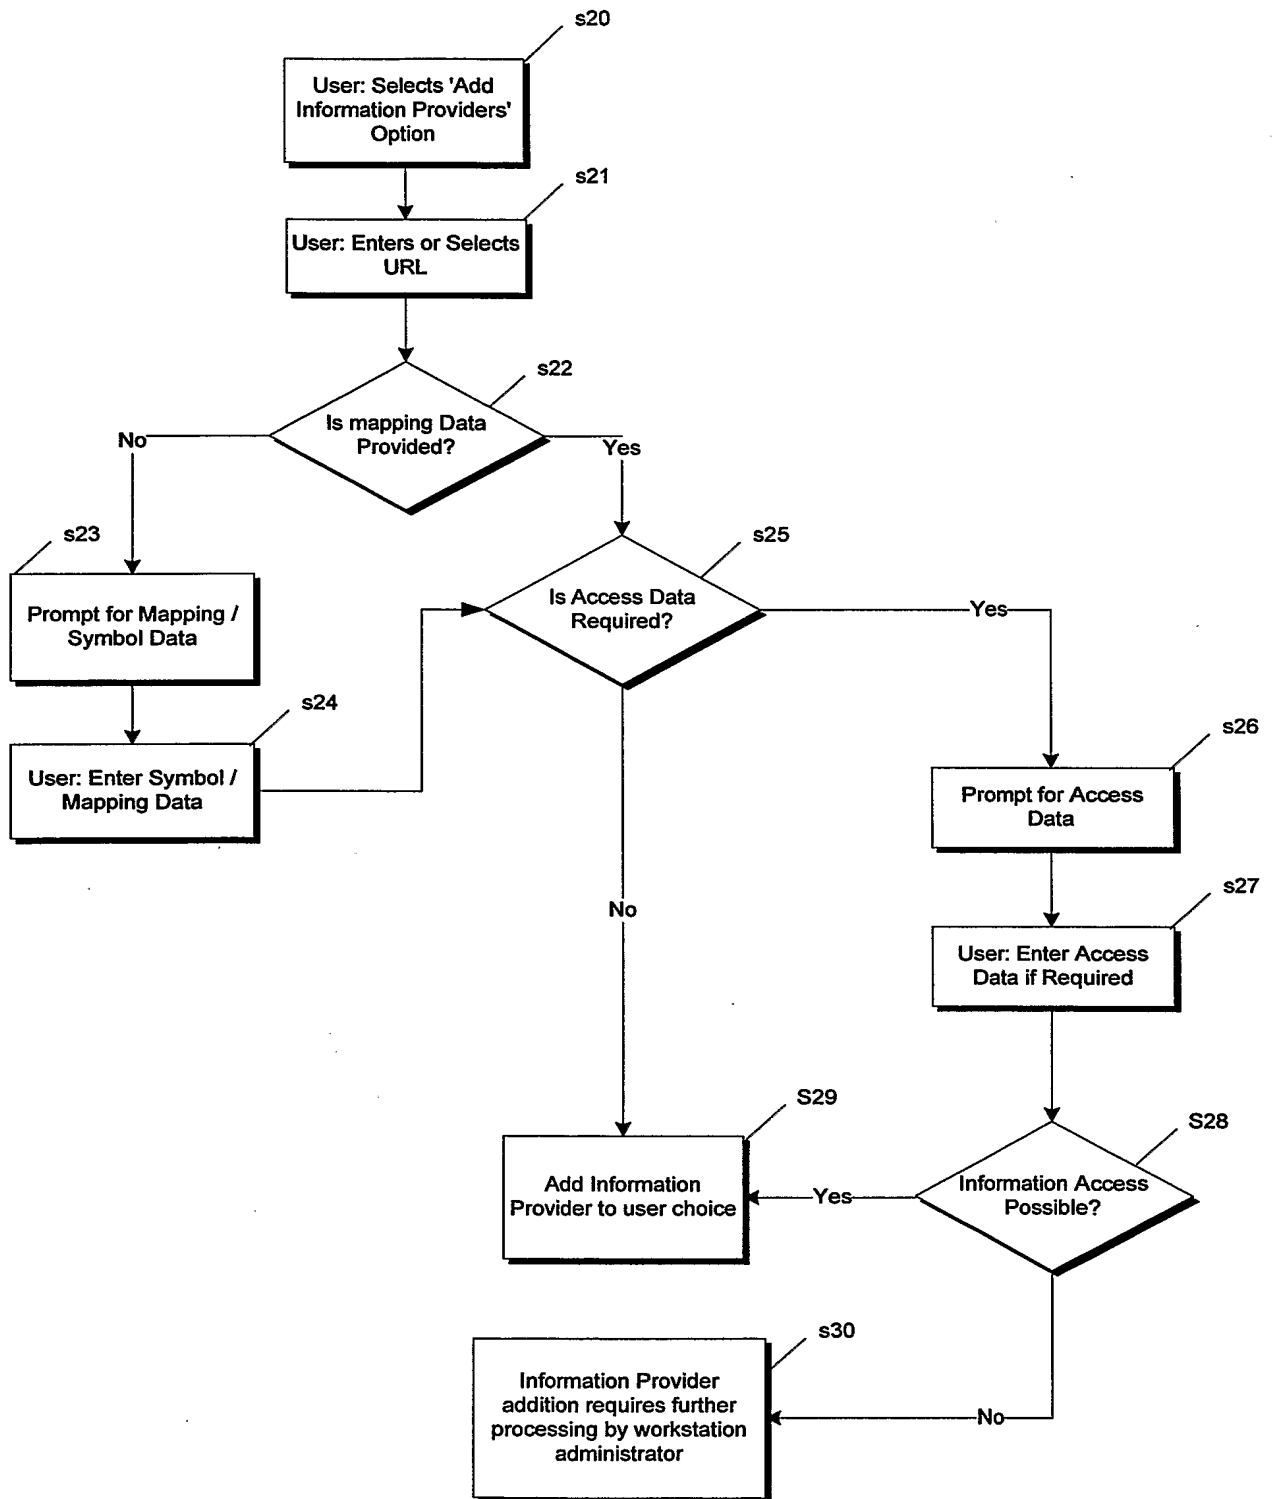 s20
User: Selects 'Add
Information Providers'
Option
s21
User: Enters or Selects
URL
s22
Is mapping Data
Provided?
No
Yes
s23
Prompt for Mapping /
Symbol Data
s25
Is Access Data
Required?
Yes
s24
User: Enter Symbol /
Mapping Data
s26
Prompt for Access
Data
No
s27
User: Enter Access
Data if Required
S29
Add Information
Provider to user choice
S28
Information Access
Possible?
Yes
s30
Information Provider
addition requires further
processing by workstation
administrator
No